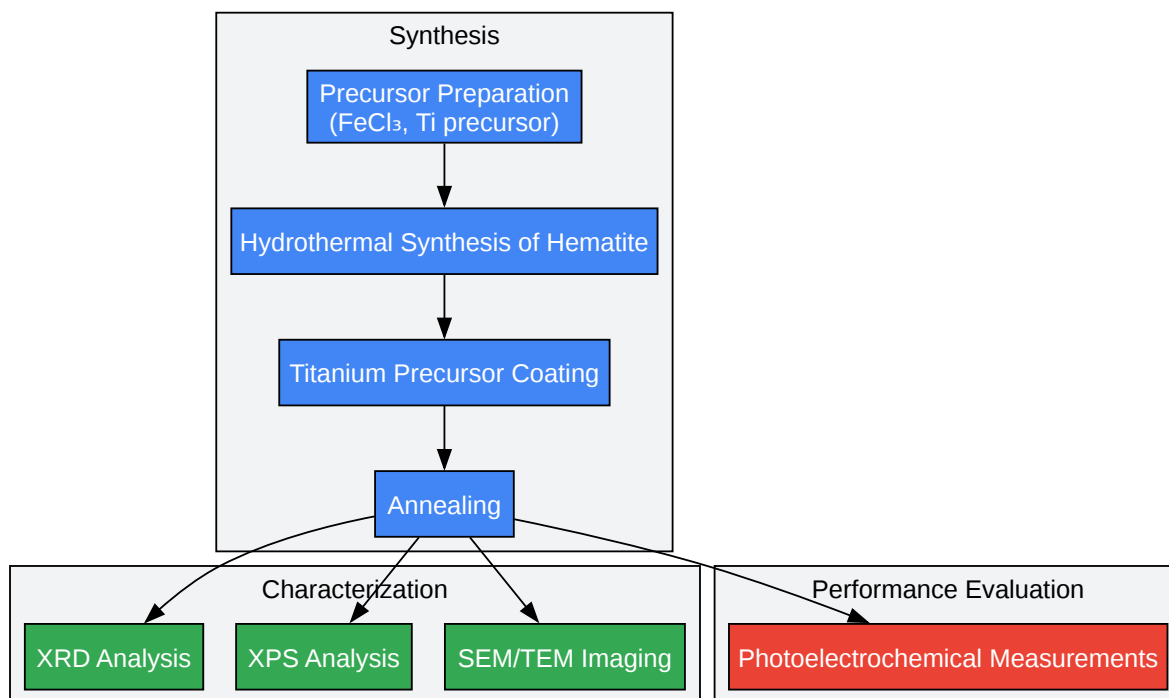 Synthesis
Precursor Preparation
(FeCl₃, Ti precursor)
Hydrothermal Synthesis of Hematite
Titanium Precursor Coating
Annealing
Characterization
Performance Evaluation
XRD Analysis
XPS Analysis
SEM/TEM Imaging
Photoelectrochemical Measurements